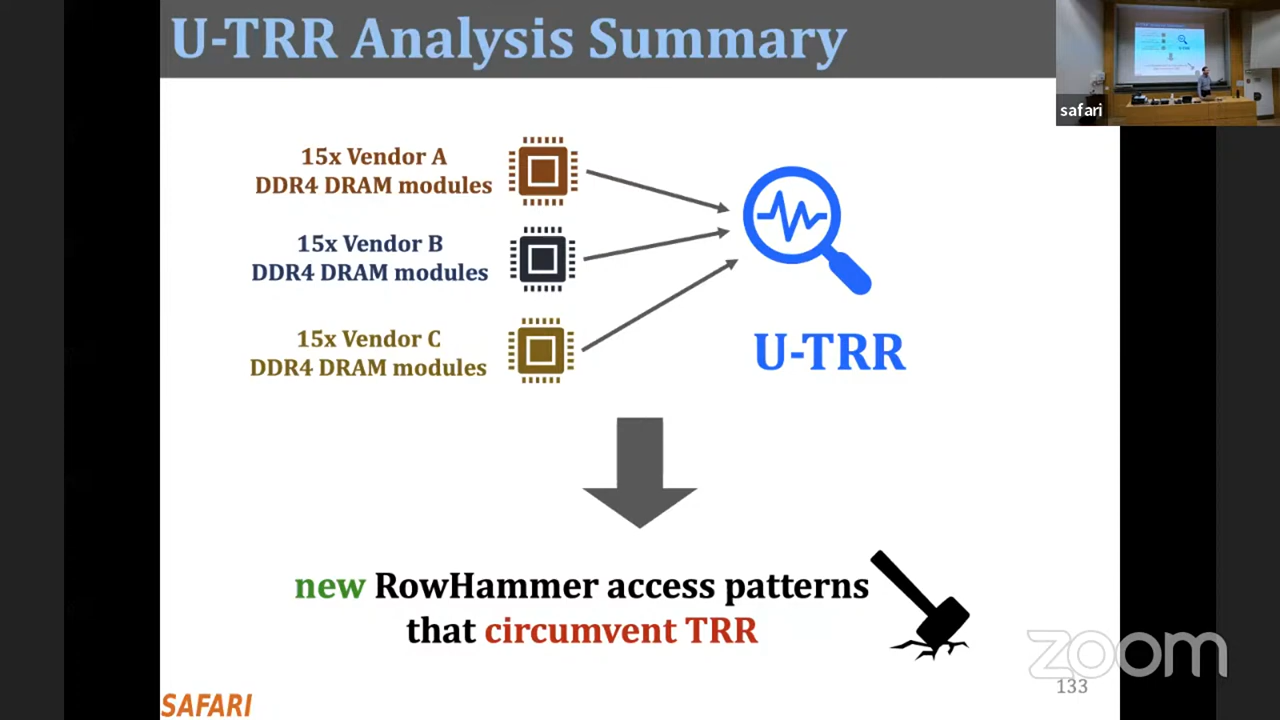 U-TRR Analysis Summary
safari
15x Vendor A
DDR4 DRAM modules
15x Vendor B
DDR4 DRAM modules
15x Vendor C
DDR4 DRAM modules
U-TRR
new RowHammer access patterns
that circumvent TRR
zoom
133
SAFARI